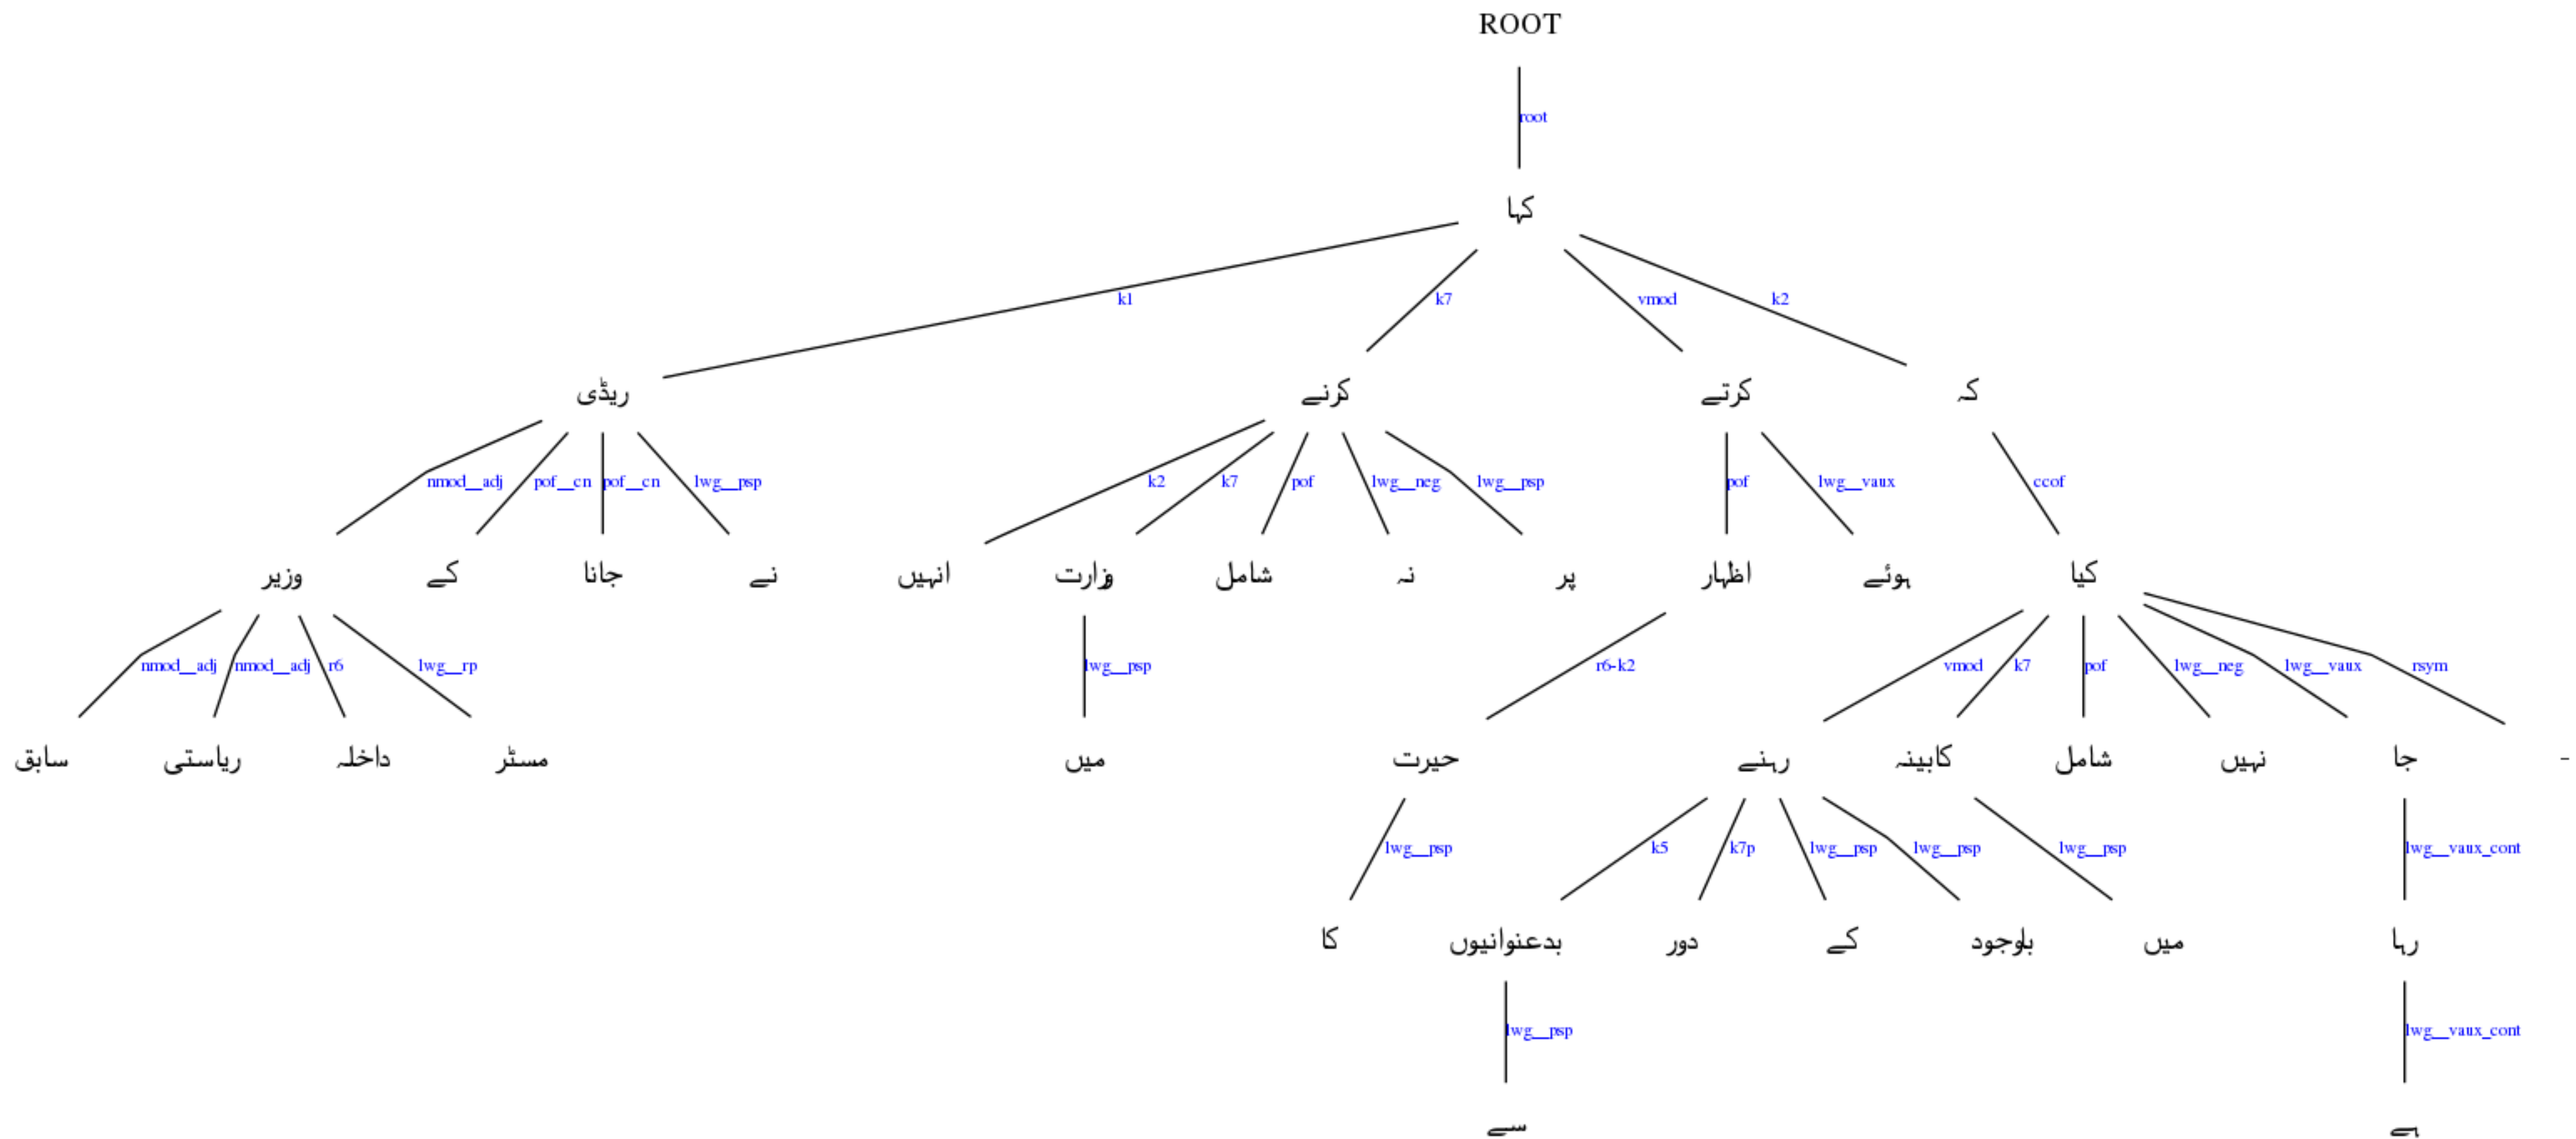 ROOT
root
کہا
k1 k7 vmod k2
ریڈی کرنے کرتے کہ
nmod__adj pof__cn pof__cn lwg__psp k2 k7 pof lwg__neg lwg__psp pof lwg__vaux ccof
وزیر کے جانا نے انہیں وزارت شامل نہ پر اظہار ہوئے کیا
nmod__adj nmod__adj r6 lwg__rp lwg__psp r6-k2 vmod k7 pof lwg__neg lwg__vaux rsym
سابق ریاستی داخلہ مسٹر میں حیرت رہنے کابینہ شامل نہیں جا -
lwg__psp k5 k7p lwg__psp lwg__psp lwg__psp lwg__vaux_cont
کا بدعنوانیوں دور کے باوجود میں رہا
lwg__psp lwg__vaux_cont
سے ہے